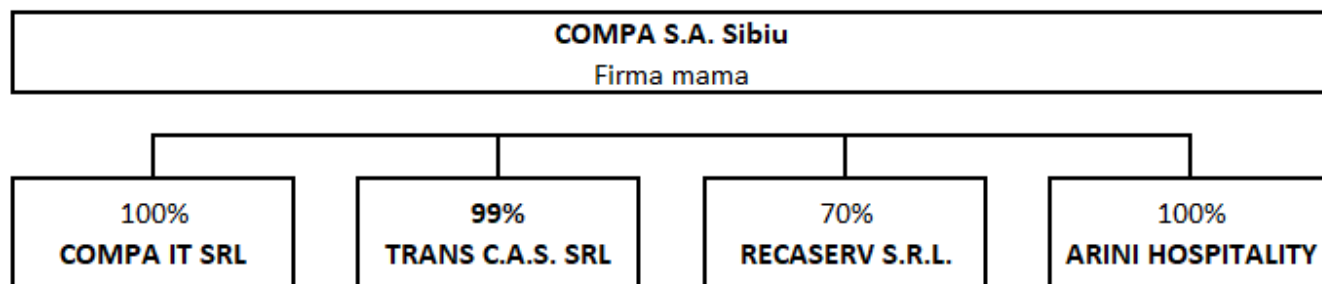 COMPA S.A. Sibiu
Firma mama
100%
COMPA IT SRL
99%
TRANS C.A.S. SRL
70%
RECASERV S.R.L.
100%
ARINI HOSPITALITY